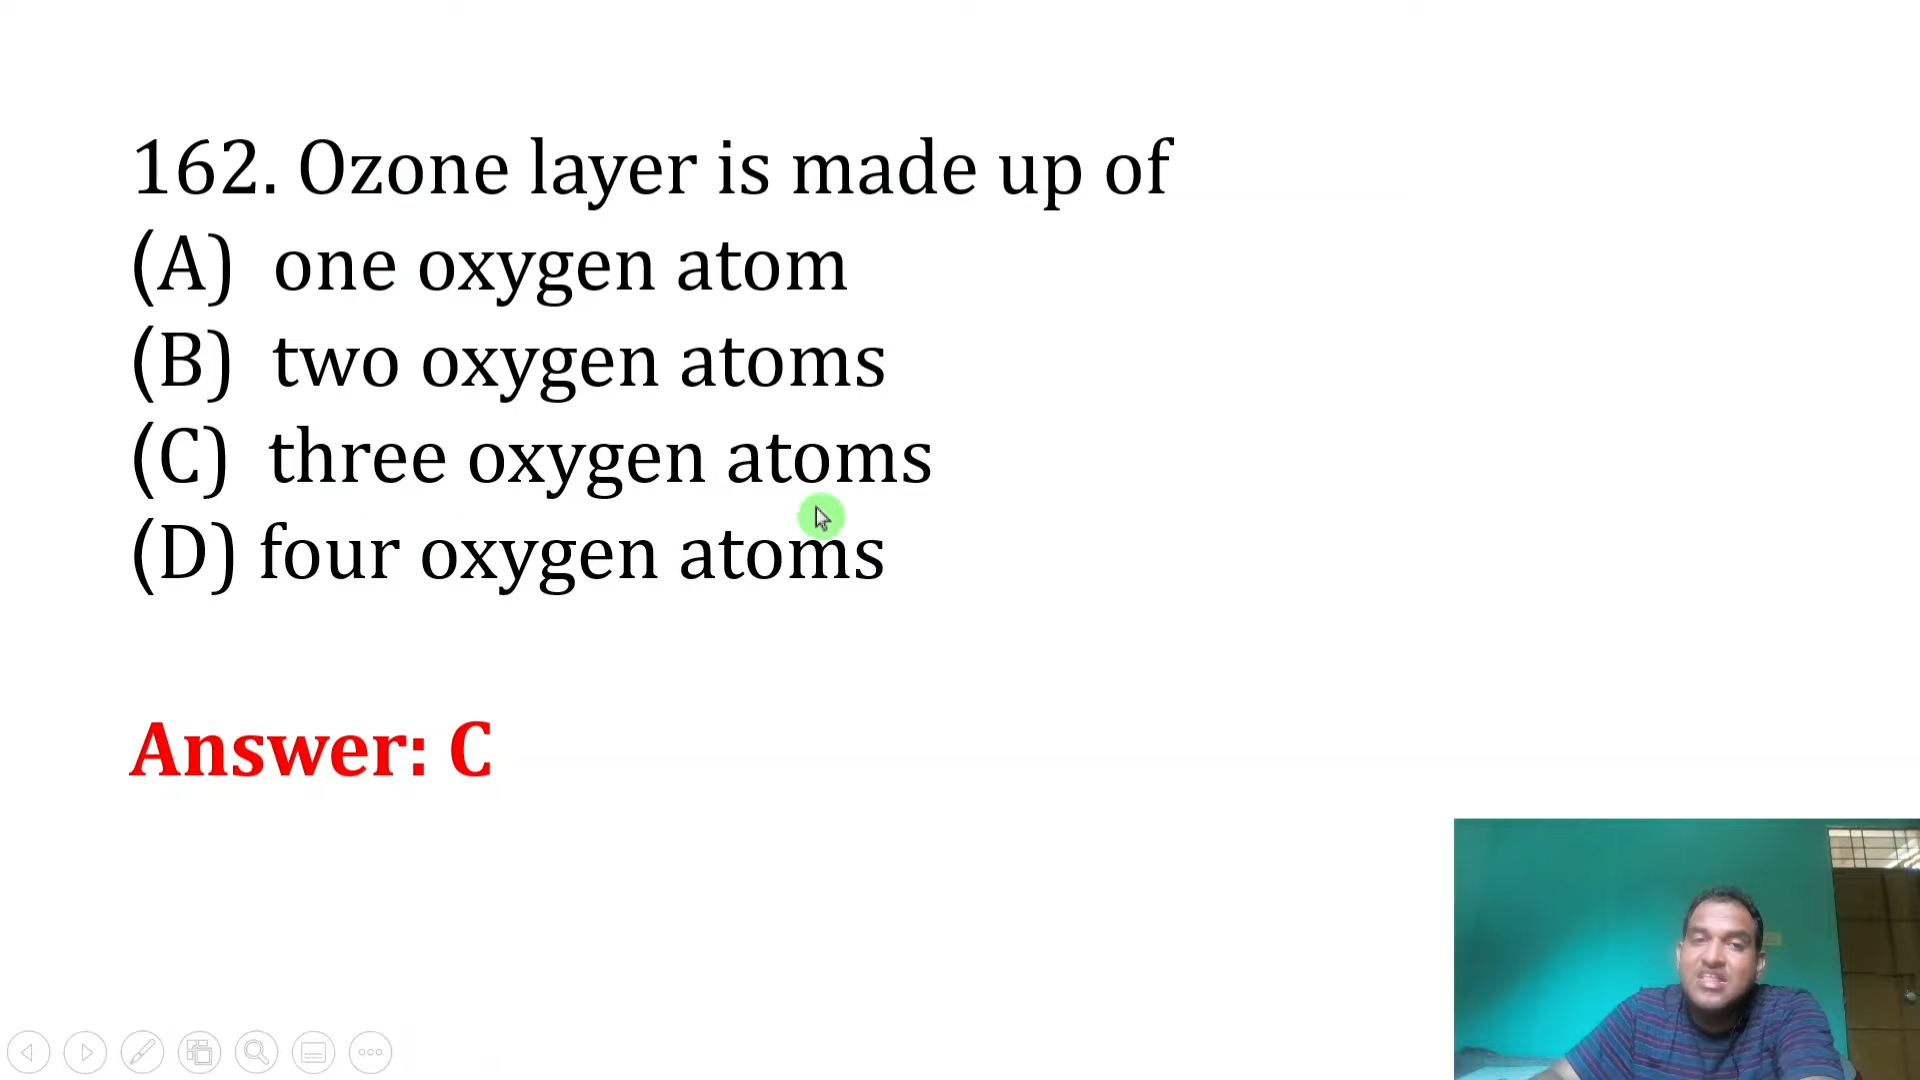 162. Ozone layer is made up of
(A) one oxygen atom
(B) two oxygen atoms
(C) three oxygen atoms
(D) four oxygen atoms
Answer: C